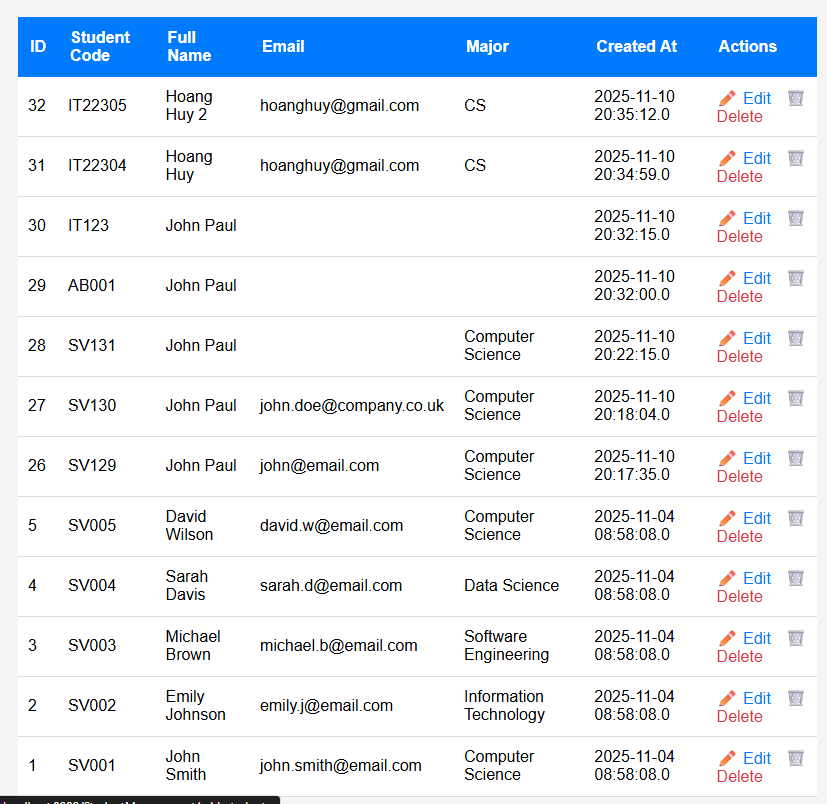 ID Student Code Full Name Email Major Created At Actions
32 IT22305 Hoang Huy 2 hoanghuy@gmail.com CS 2025-11-10 20:35:12.0 Edit Delete
31 IT22304 Hoang Huy hoanghuy@gmail.com CS 2025-11-10 20:34:59.0 Edit Delete
30 IT123 John Paul 2025-11-10 20:32:15.0 Edit Delete
29 AB001 John Paul 2025-11-10 20:32:00.0 Edit Delete
28 SV131 John Paul Computer Science 2025-11-10 20:22:15.0 Edit Delete
27 SV130 John Paul john.doe@company.co.uk Computer Science 2025-11-10 20:18:04.0 Edit Delete
26 SV129 John Paul john@email.com Computer Science 2025-11-10 20:17:35.0 Edit Delete
5 SV005 David Wilson david.w@email.com Computer Science 2025-11-04 08:58:08.0 Edit Delete
4 SV004 Sarah Davis sarah.d@email.com Data Science 2025-11-04 08:58:08.0 Edit Delete
3 SV003 Michael Brown michael.b@email.com Software Engineering 2025-11-04 08:58:08.0 Edit Delete
2 SV002 Emily Johnson emily.j@email.com Information Technology 2025-11-04 08:58:08.0 Edit Delete
1 SV001 John Smith john.smith@email.com Computer Science 2025-11-04 08:58:08.0 Edit Delete